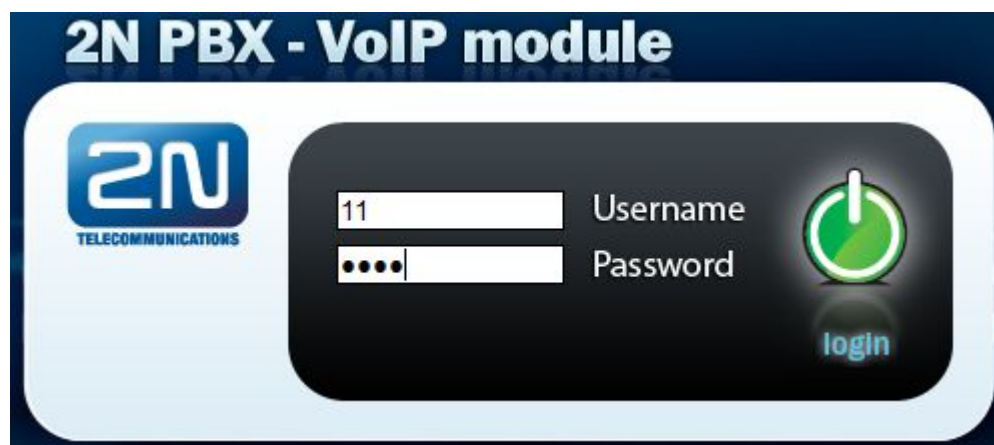 2N PBX - VoIP module
2N
TELECOMMUNICATIONS
11 Username
•••• Password
login